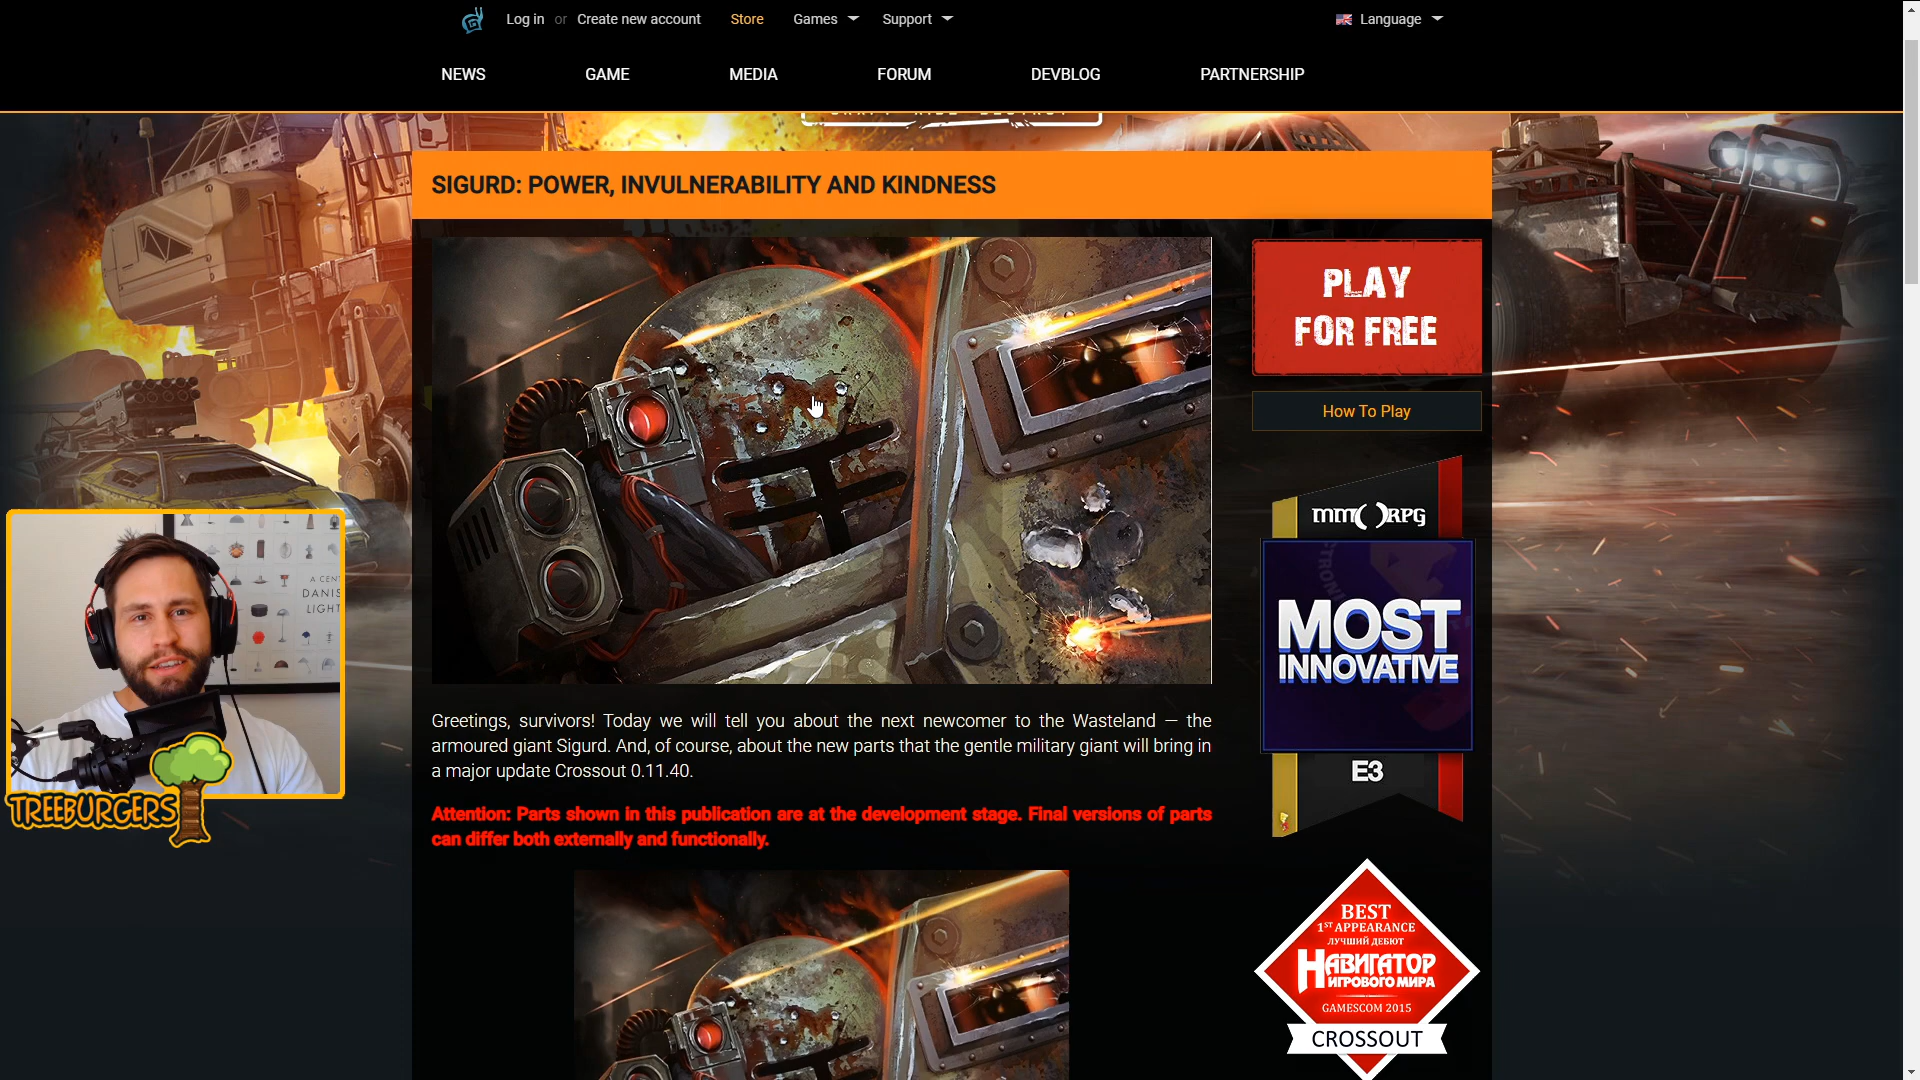 Log in or Create new account Store Games Support Language
NEWS GAME MEDIA FORUM DEVBLOG PARTNERSHIP
SIGURD: POWER, INVULNERABILITY AND KINDNESS
PLAY
FOR FREE
How To Play
MMORPG
MOST
INNOVATIVE
E3
A CEN
DANIS
LIGHT
TREEBURGERS
Greetings, survivors! Today we will tell you about the next newcomer to the Wasteland — the
armoured giant Sigurd. And, of course, about the new parts that the gentle military giant will bring in
a major update Crossout 0.11.40.
Attention: Parts shown in this publication are at the development stage. Final versions of parts
can differ both externally and functionally.
BEST
1ST APPEARANCE
ЛУЧШИЙ ДЕБЮТ
НАВИГАТОР
ИГРОВОГО МИРА
GAMESCOM 2015
CROSSOUT